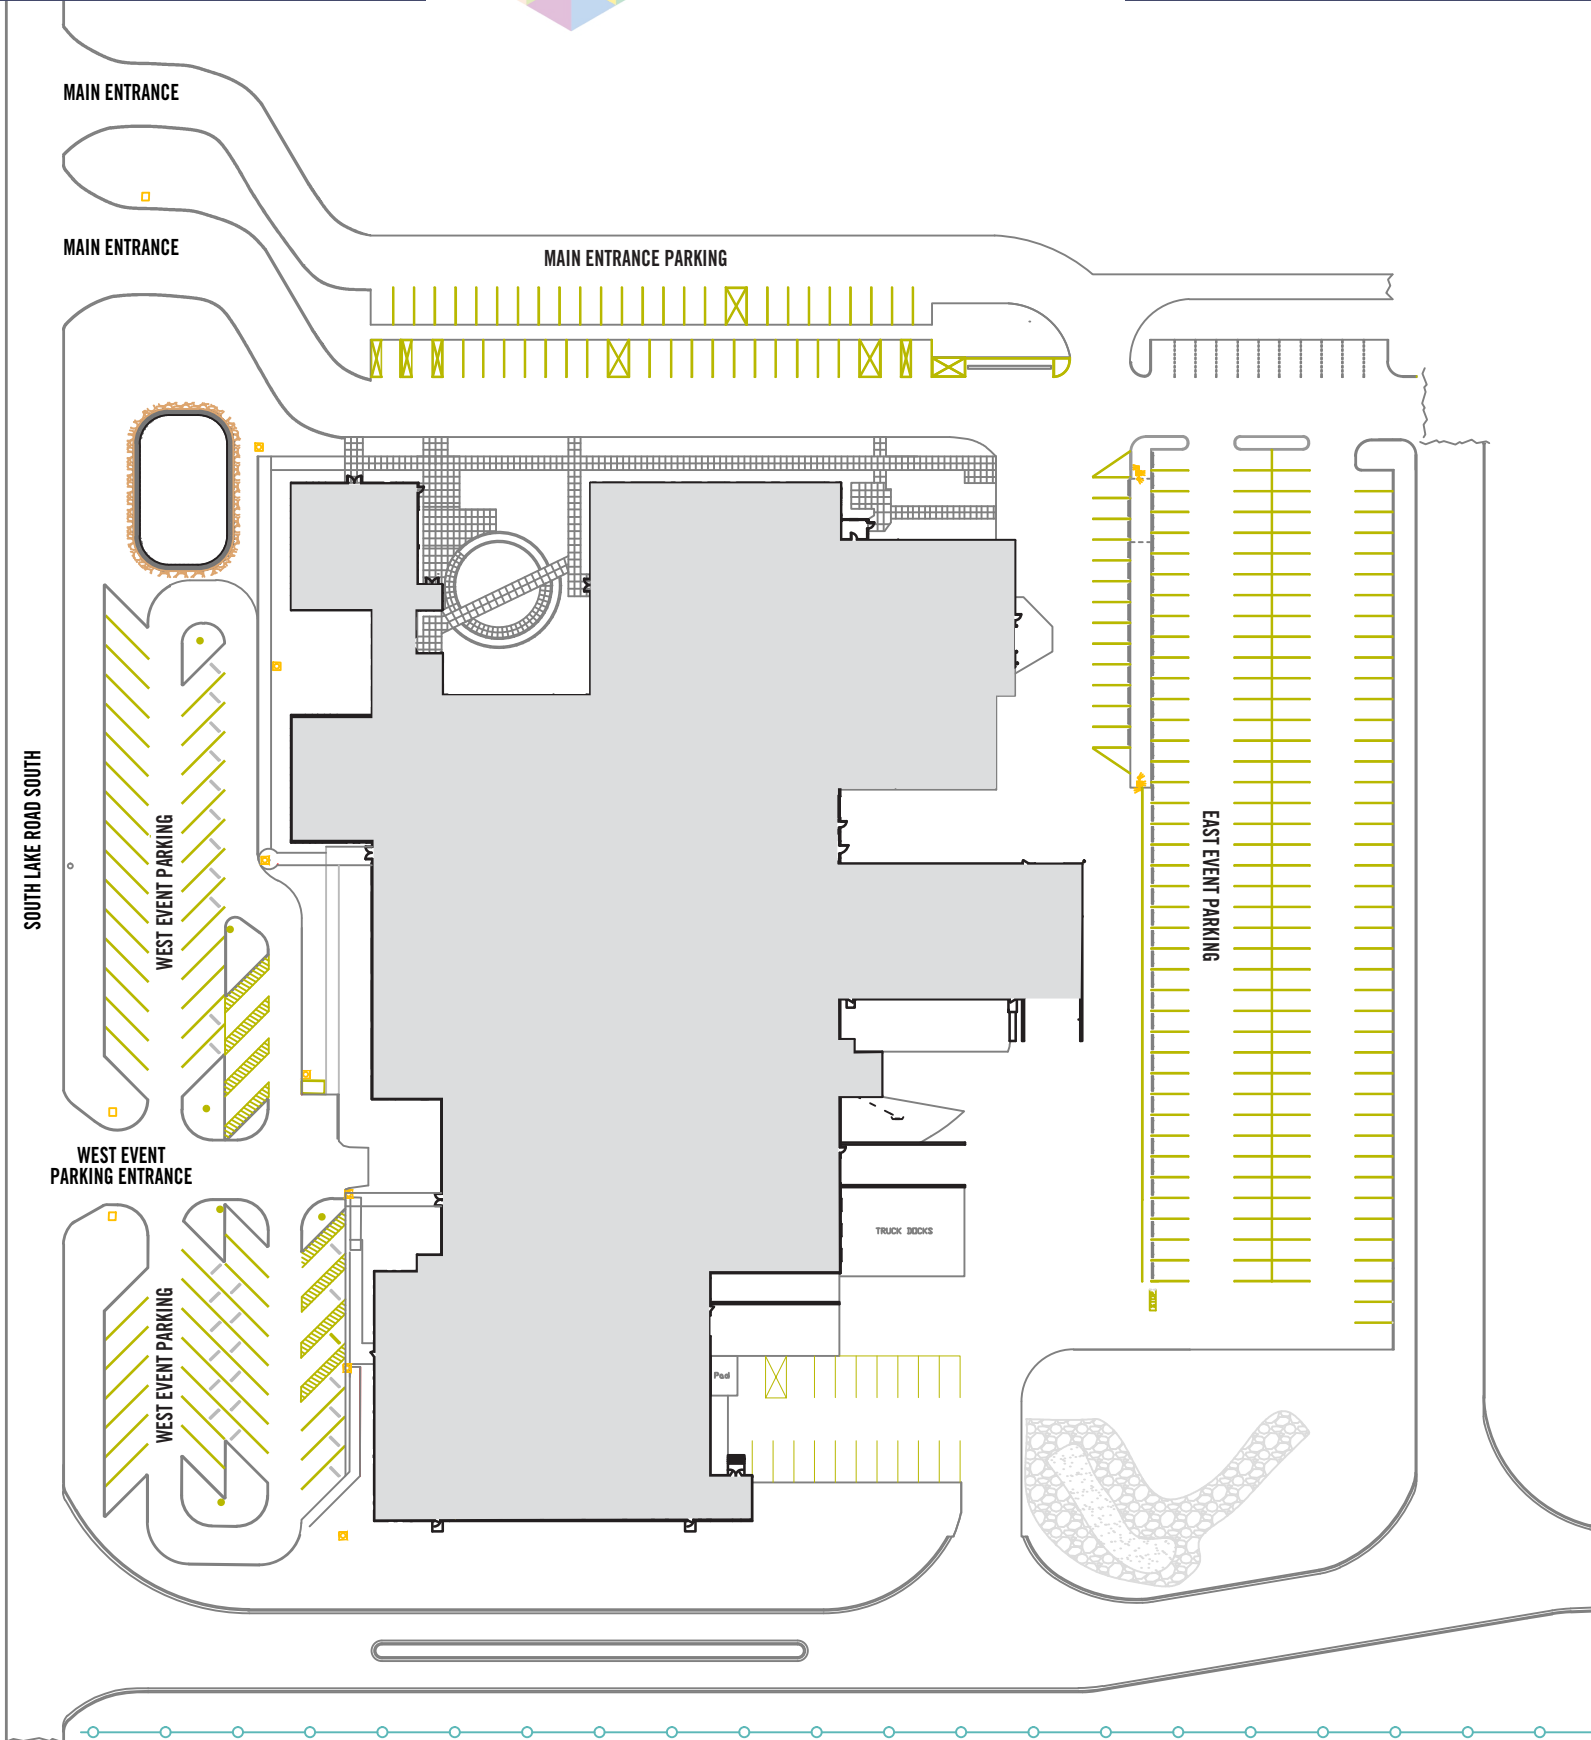 MAIN ENTRANCE
MAIN ENTRANCE
MAIN ENTRANCE PARKING
SOUTH LAKE ROAD SOUTH
WEST EVENT PARKING
EAST EVENT PARKING
WEST EVENT
PARKING ENTRANCE
TRUCK DOCKS
WEST EVENT PARKING
Pad